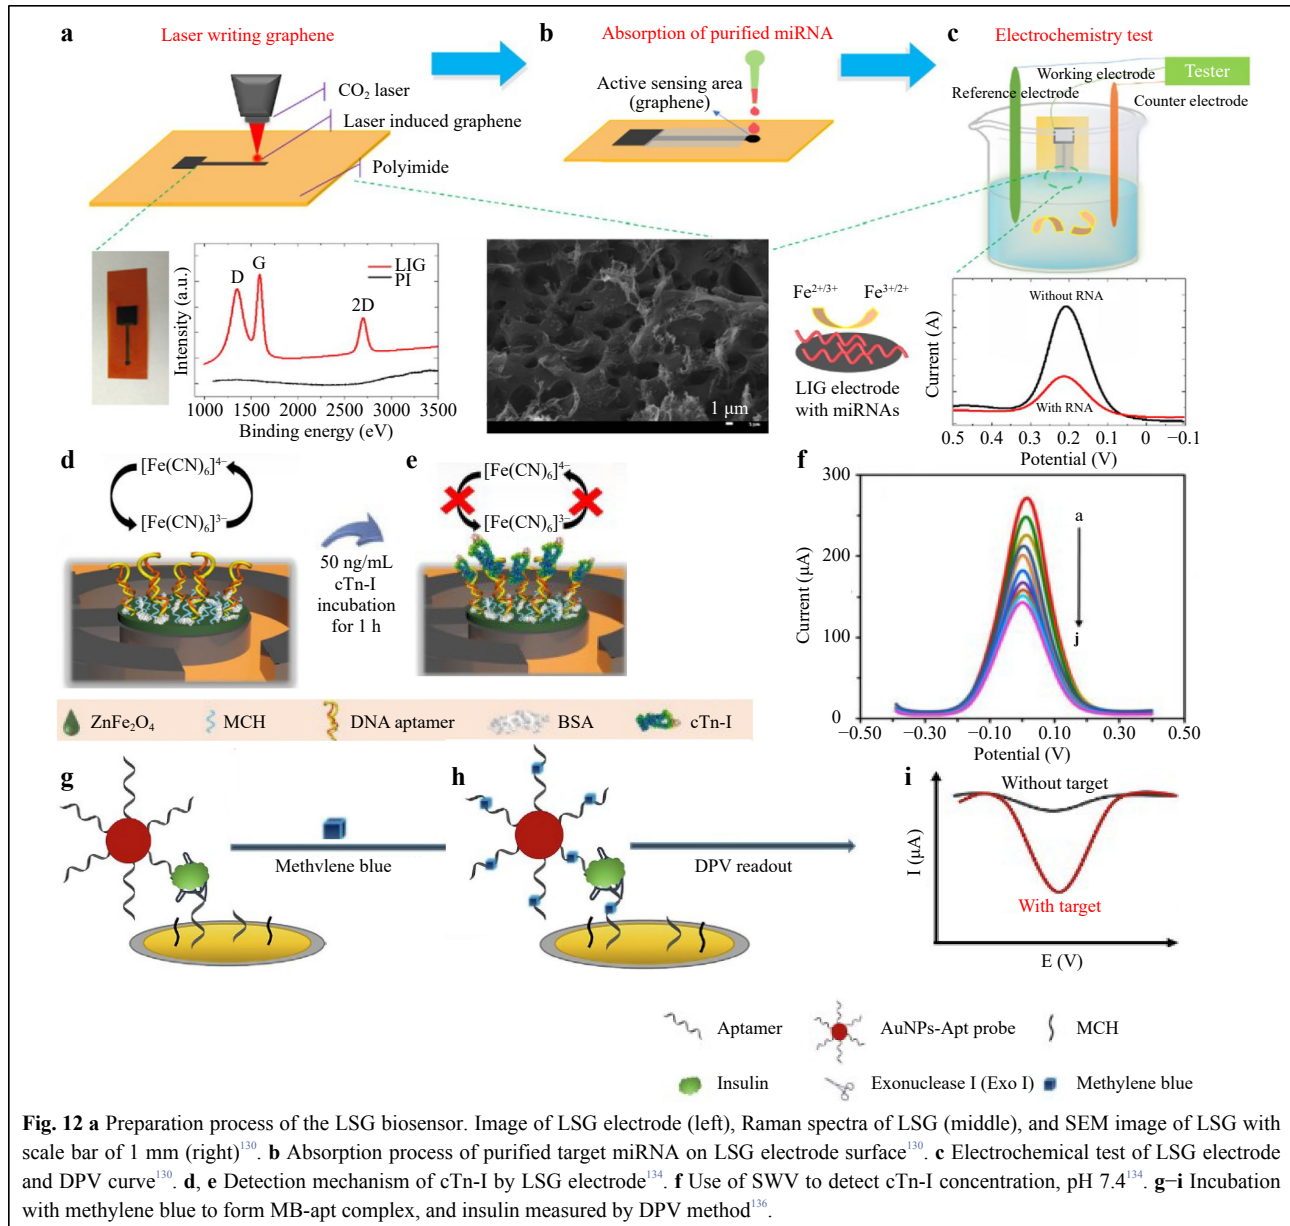 a
Laser writing graphene
CO2 laser
Laser induced graphene
Polyimide
b
Absorption of purified miRNA
Active sensing area
(graphene)
c
Electrochemistry test
Working electrode
Tester
Reference electrode
Counter electrode
Intensity (a.u.)
D
G
2D
LIG
PI
1000 1500 2000 2500 3000 3500
Binding energy (eV)
1 μm
Fe2+/3+
Fe3+/2+
LIG electrode
with miRNAs
Current (A)
Without RNA
With RNA
0.5 0.4 0.3 0.2 0.1 0 −0.1
Potential (V)
d
[Fe(CN)6]4−
[Fe(CN)6]3−
50 ng/mL
cTn-I
incubation
for 1 h
e
[Fe(CN)6]4−
[Fe(CN)6]3−
ZnFe2O4
MCH
DNA aptamer
BSA
cTn-I
f
300
200
100
0
Current (μA)
a
j
−0.50 −0.10 0.10 0.30 0.50
Potential (V)
g
Methylene blue
h
DPV readout
i
Without target
With target
I (μA)
E (V)
Aptamer
AuNPs-Apt probe
MCH
Insulin
Exonuclease I (Exo I)
Methylene blue
Fig. 12 a Preparation process of the LSG biosensor. Image of LSG electrode (left), Raman spectra of LSG (middle), and SEM image of LSG with
scale bar of 1 mm (right)130. b Absorption process of purified target miRNA on LSG electrode surface130. c Electrochemical test of LSG electrode
and DPV curve130. d, e Detection mechanism of cTn-I by LSG electrode134. f Use of SWV to detect cTn-I concentration, pH 7.4134. g−i Incubation
with methylene blue to form MB-apt complex, and insulin measured by DPV method136.